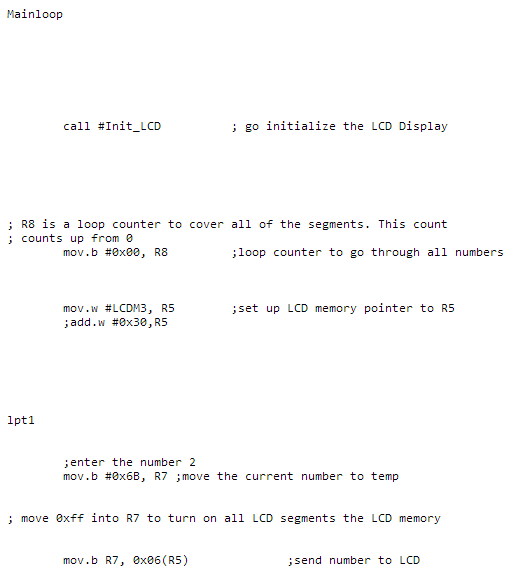 Mainloop
call #Init_LCD ; go initialize the LCD Display
; R8 is a loop counter to cover all of the segments. This count
; counts up from 0
mov.b #0x00, R8 ;loop counter to go through all numbers
mov.w #LCDM3, R5 ;set up LCD memory pointer to R5
;add.w #0x30,R5
lpt1
;enter the number 2
mov.b #0x6B, R7 ;move the current number to temp
; move 0xff into R7 to turn on all LCD segments the LCD memory
mov.b R7, 0x06(R5) ;send number to LCD